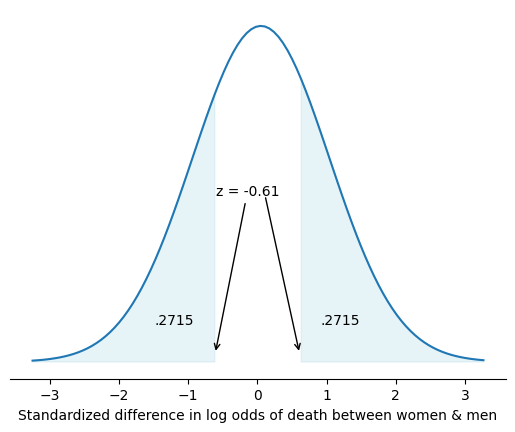 z = -0.61
.2715 .2715
−3 −2 −1 0 1 2 3
Standardized difference in log odds of death between women & men